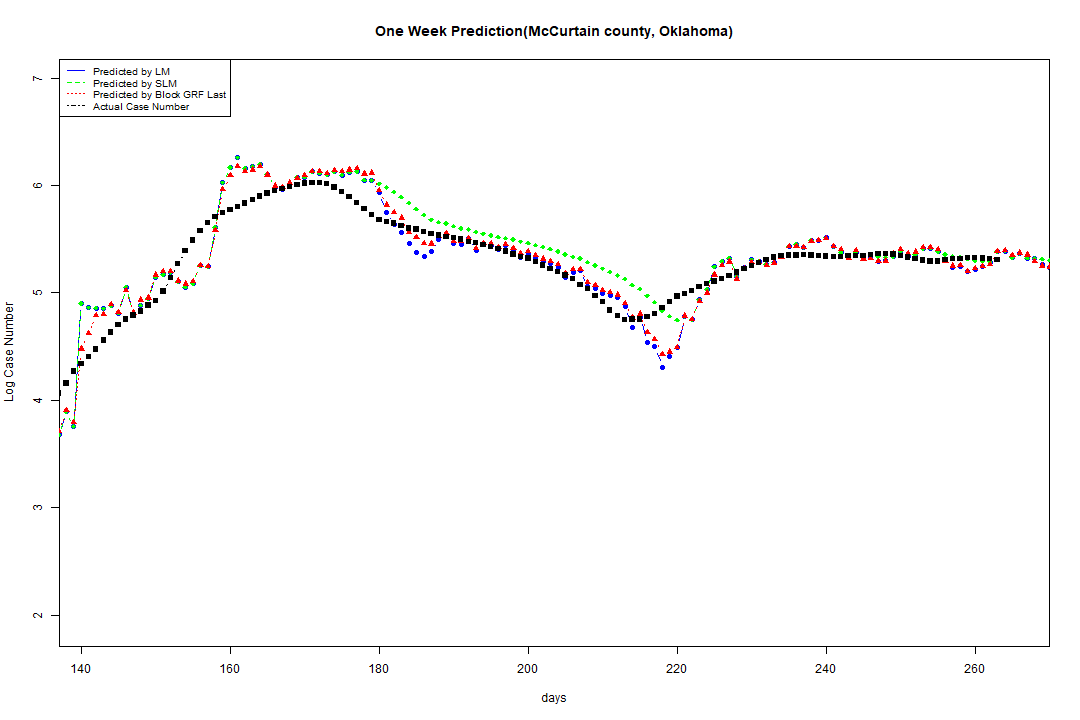 One Week Prediction(McCurtain county, Oklahoma)
Predicted by LM
Predicted by SLM
Predicted by Block GRF Last
Actual Case Number
7
6
5
4
3
2
Log Case Number
140 160 180 200 220 240 260
days